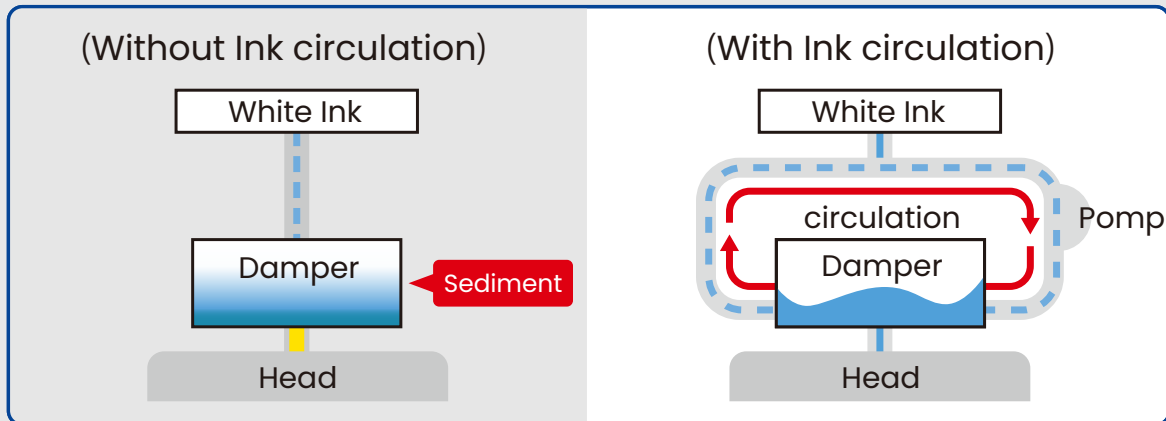 (Without Ink circulation)
White Ink
Damper
Sediment
Head
(With Ink circulation)
White Ink
circulation
Pomp
Damper
Head